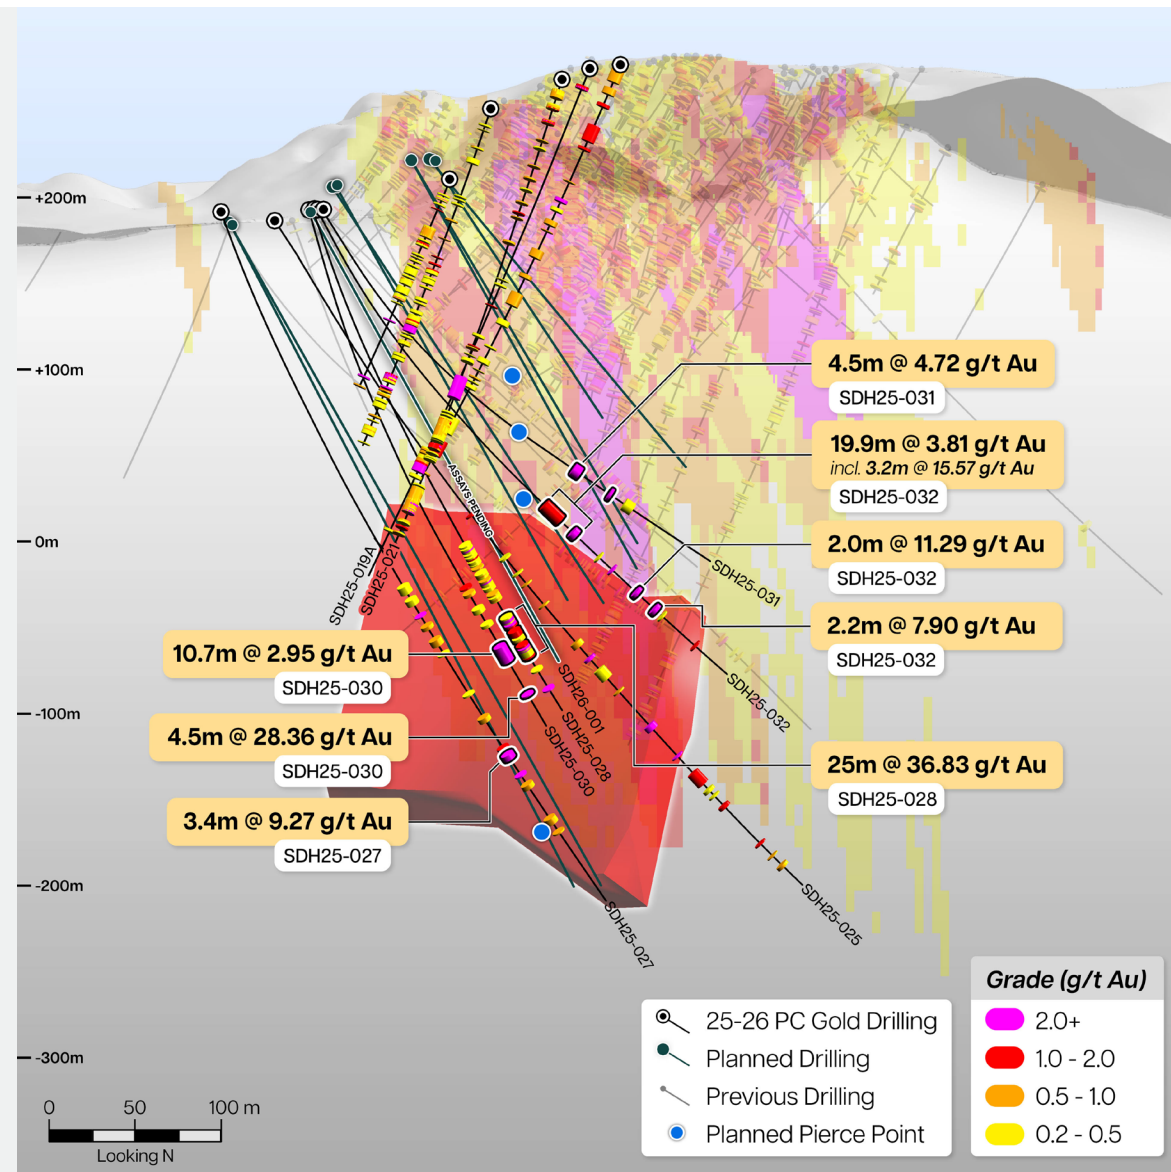 +200m
+100m
0m
-100m
-200m
-300m
4.5m @ 4.72 g/t Au
SDH25-031
19.9m @ 3.81 g/t Au
incl. 3.2m @ 15.57 g/t Au
SDH25-032
2.0m @ 11.29 g/t Au
SDH25-032
2.2m @ 7.90 g/t Au
SDH25-032
25m @ 36.83 g/t Au
SDH25-028
10.7m @ 2.95 g/t Au
SDH25-030
4.5m @ 28.36 g/t Au
SDH25-030
3.4m @ 9.27 g/t Au
SDH25-027
ASSAYS PENDING
SDH25-019A
SDH25-021
SDH25-031
SDH25-032
SDH26-001
SDH25-028
SDH25-030
SDH25-025
SDH25-027
0 50 100 m
Looking N
25-26 PC Gold Drilling
Planned Drilling
Previous Drilling
Planned Pierce Point
Grade (g/t Au)
2.0+
1.0 - 2.0
0.5 - 1.0
0.2 - 0.5